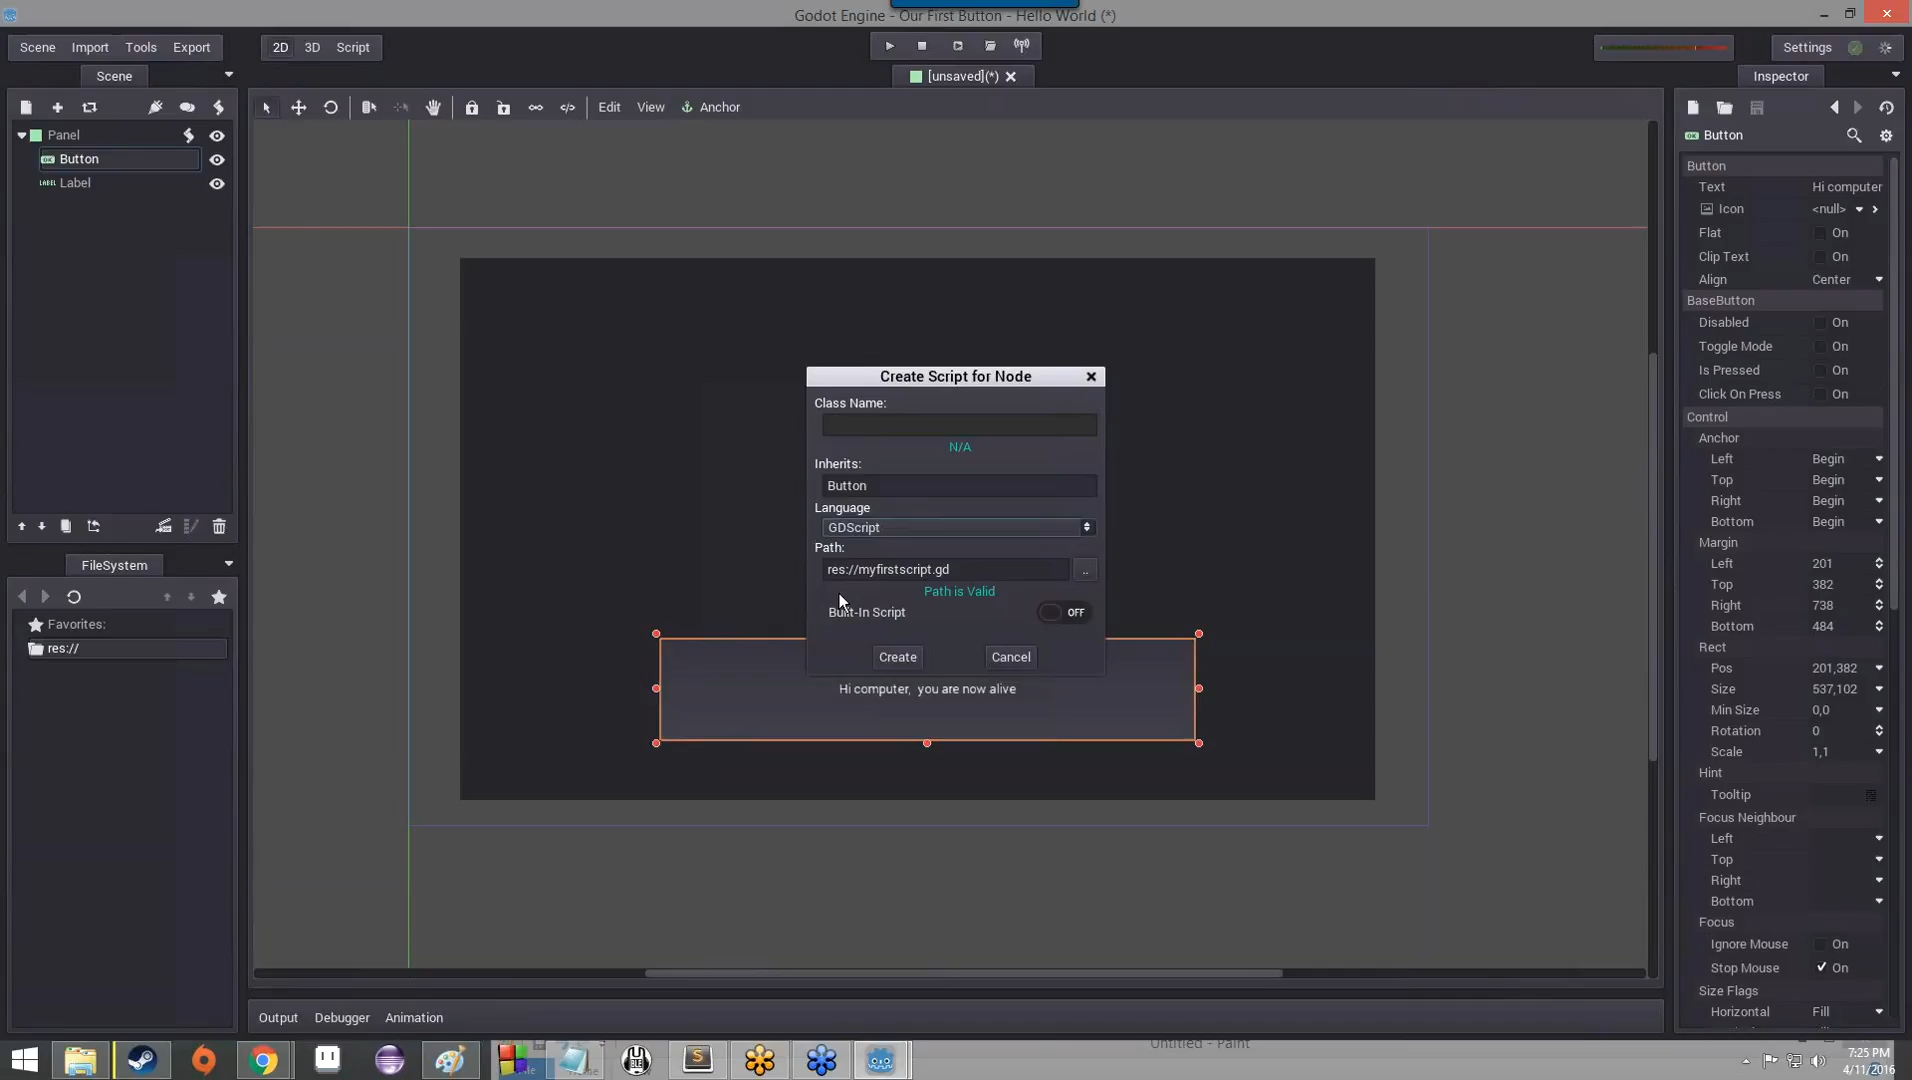 Godot Engine - Our First Button - Hello World (*)
Scene Import Tools Export
2D 3D Script
Settings
Scene
[unsaved](*)
Inspector
Edit View Anchor
Panel
Button
LABEL Label
Button
Button
Text Hi computer
Icon <null>
Flat On
Clip Text On
Align Center
BaseButton
Disabled On
Toggle Mode On
Is Pressed On
Click On Press On
Control
Anchor
Left Begin
Top Begin
Right Begin
Bottom Begin
Margin
Left 201
Top 382
Right 738
Bottom 484
Rect
Pos 201,382
Size 537,102
Min Size 0,0
Rotation 0
Scale 1,1
Hint
Tooltip
Focus Neighbour
Left
Top
Right
Bottom
Focus
Ignore Mouse On
Stop Mouse On
Size Flags
Horizontal Fill
Create Script for Node
Class Name:
N/A
Inherits:
Button
Language
GDScript
Path:
res://myfirstscript.gd ..
Path is Valid
Built-In Script OFF
Create Cancel
Hi computer, you are now alive
FileSystem
Favorites:
res://
Output Debugger Animation
Untitled - Paint
7:25 PM
4/11/2016